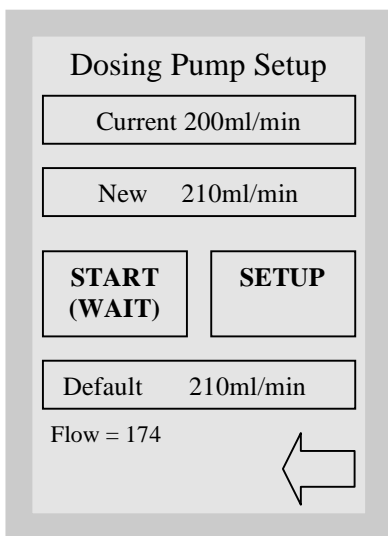 Dosing Pump Setup
Current 200ml/min
New 210ml/min
START SETUP
(WAIT)
Default 210ml/min
Flow = 174